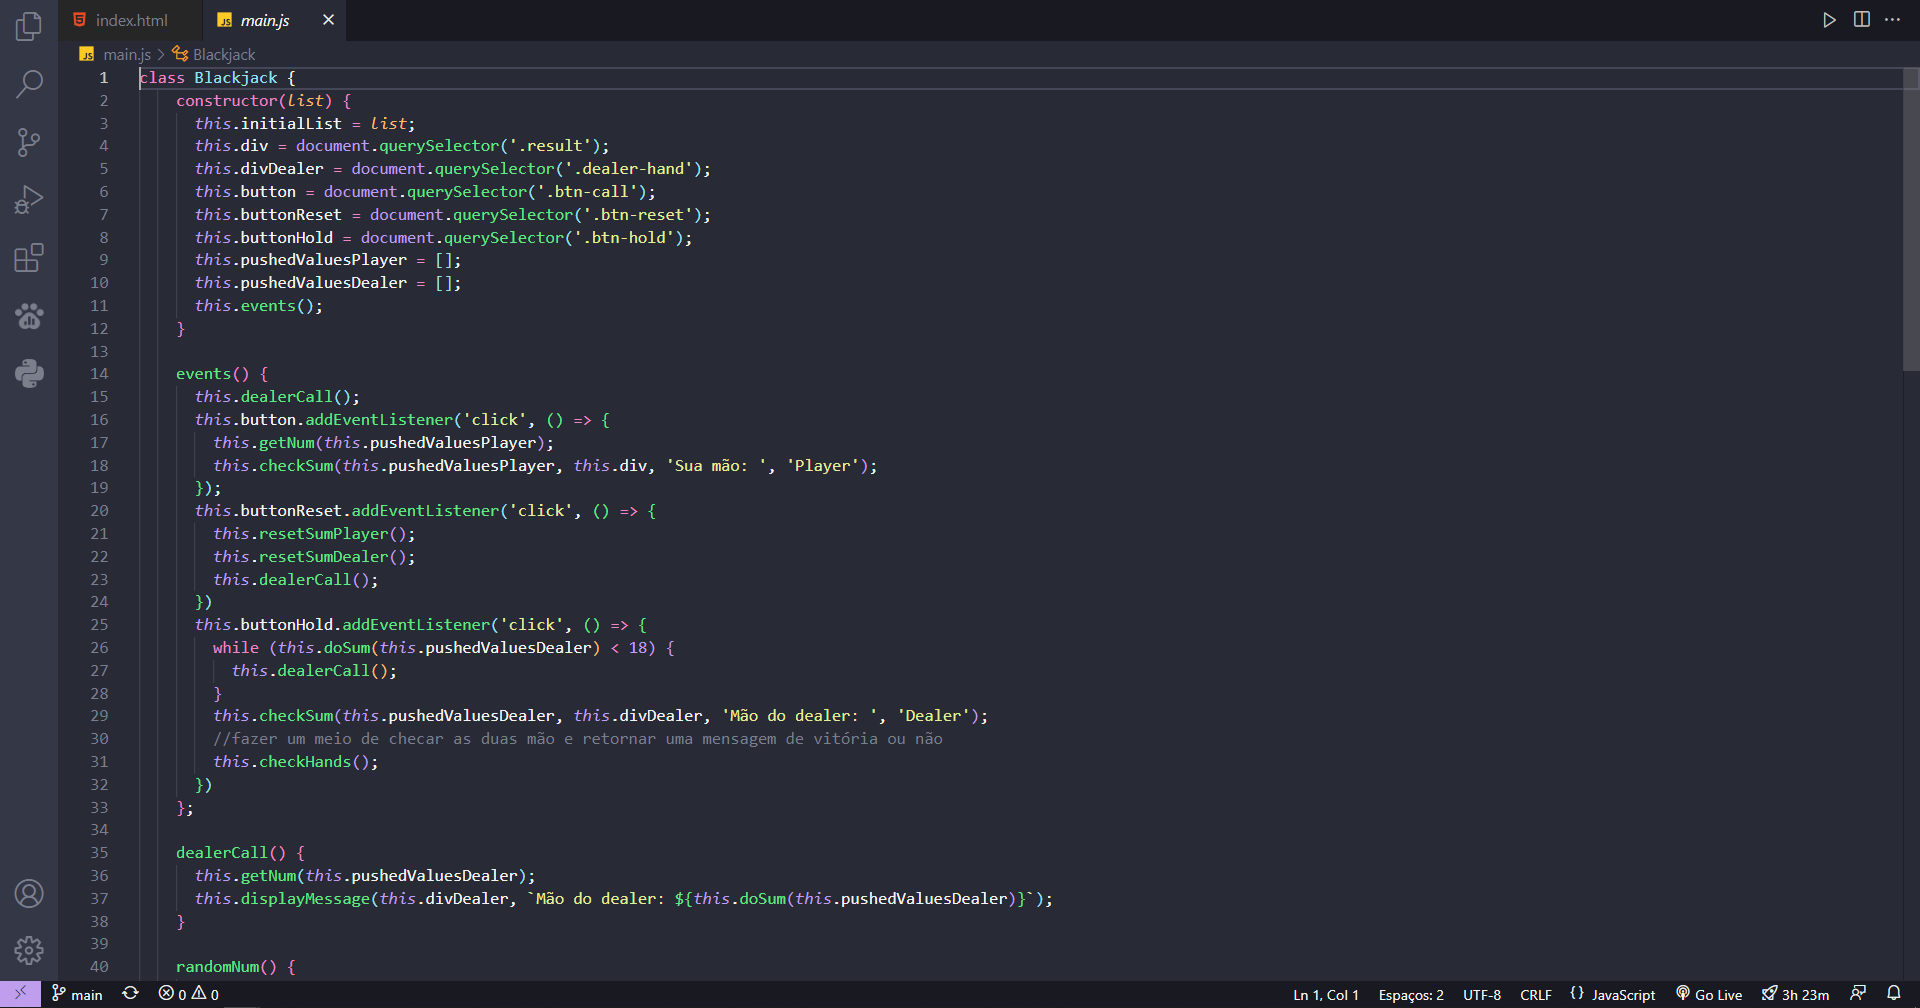 index.html
main.js
main.js > Blackjack
1 class Blackjack {
2 constructor(list) {
3 this.initialList = list;
4 this.div = document.querySelector('.result');
5 this.divDealer = document.querySelector('.dealer-hand');
6 this.button = document.querySelector('.btn-call');
7 this.buttonReset = document.querySelector('.btn-reset');
8 this.buttonHold = document.querySelector('.btn-hold');
9 this.pushedValuesPlayer = [];
10 this.pushedValuesDealer = [];
11 this.events();
12 }
13
14 events() {
15 this.dealerCall();
16 this.button.addEventListener('click', () => {
17 this.getNum(this.pushedValuesPlayer);
18 this.checkSum(this.pushedValuesPlayer, this.div, 'Sua mão: ', 'Player');
19 });
20 this.buttonReset.addEventListener('click', () => {
21 this.resetSumPlayer();
22 this.resetSumDealer();
23 this.dealerCall();
24 })
25 this.buttonHold.addEventListener('click', () => {
26 while (this.doSum(this.pushedValuesDealer) < 18) {
27 this.dealerCall();
28 }
29 this.checkSum(this.pushedValuesDealer, this.divDealer, 'Mão do dealer: ', 'Dealer');
30 //fazer um meio de checar as duas mão e retornar uma mensagem de vitória ou não
31 this.checkHands();
32 })
33 };
34
35 dealerCall() {
36 this.getNum(this.pushedValuesDealer);
37 this.displayMessage(this.divDealer, `Mão do dealer: ${this.doSum(this.pushedValuesDealer)}`);
38 }
39
40 randomNum() {
main 0 0 Ln 1, Col 1 Espaços: 2 UTF-8 CRLF {} JavaScript Go Live 3h 23m